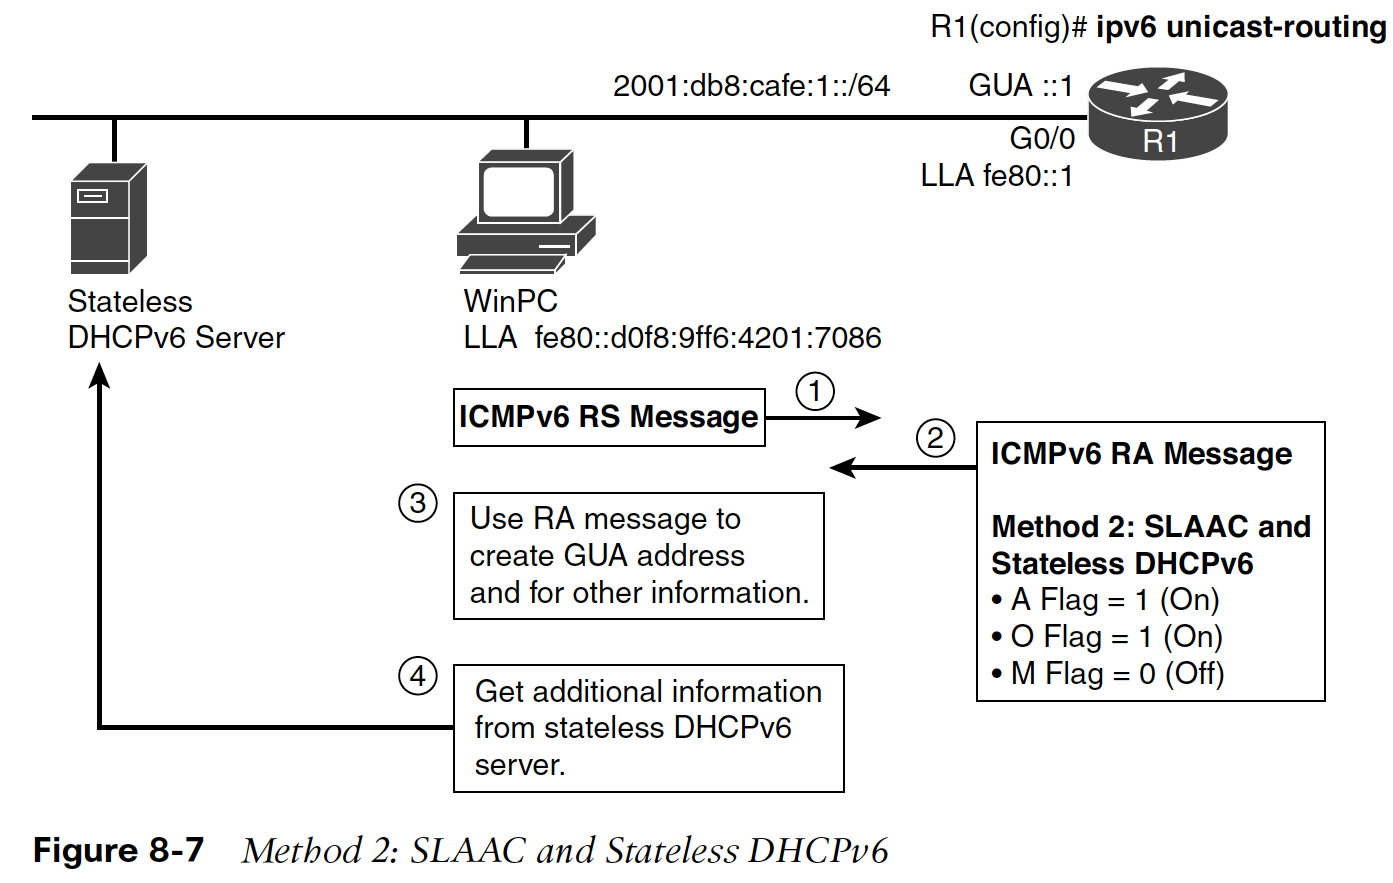 R1(config)# ipv6 unicast-routing
2001:db8:cafe:1::/64
GUA ::1
G0/0
R1
LLA fe80::1
Stateless
DHCPv6 Server
WinPC
LLA fe80::d0f8:9ff6:4201:7086
ICMPv6 RS Message
1
2
ICMPv6 RA Message
Method 2: SLAAC and
Stateless DHCPv6
• A Flag = 1 (On)
• O Flag = 1 (On)
• M Flag = 0 (Off)
3
Use RA message to
create GUA address
and for other information.
4
Get additional information
from stateless DHCPv6
server.
Figure 8-7 Method 2: SLAAC and Stateless DHCPv6